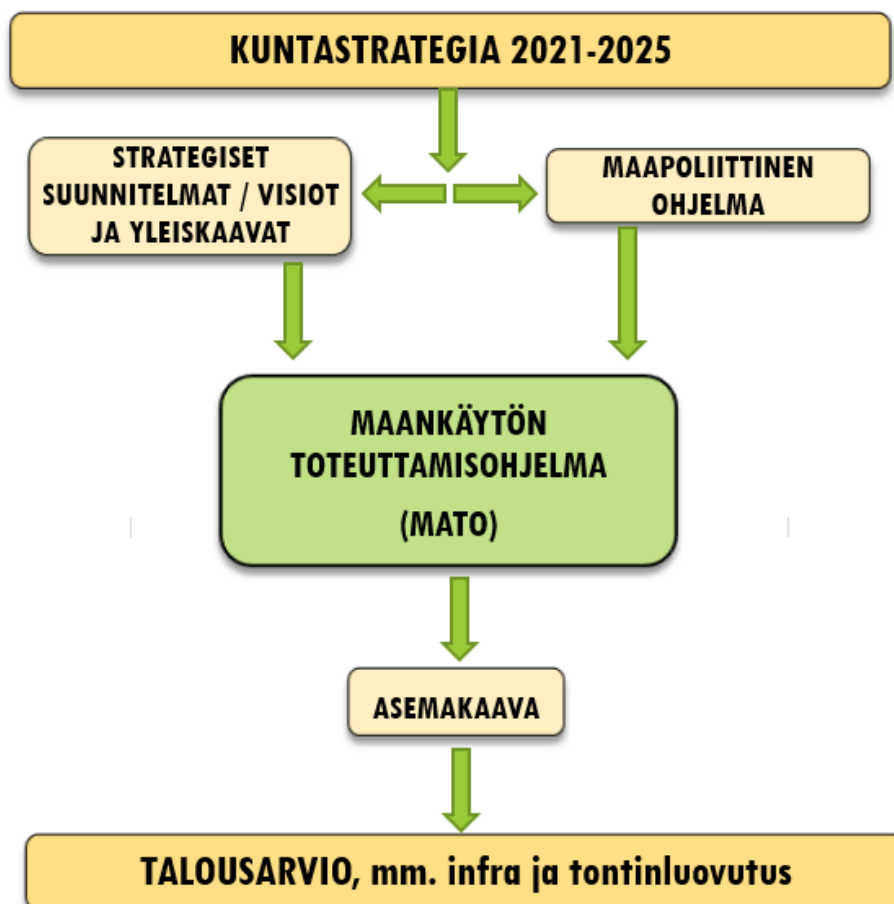 KUNTASTRATEGIA 2021-2025
STRATEGISET
SUUNNITELMAT / VISIOT
JA YLEISKAAVAT
MAAPOLIITTINEN
OHJELMA
MAANKÄYTÖN
TOTEUTTAMISOHJELMA
(MATO)
ASEMAKAAVA
TALOUSARVIO, mm. infra ja tontinluovutus